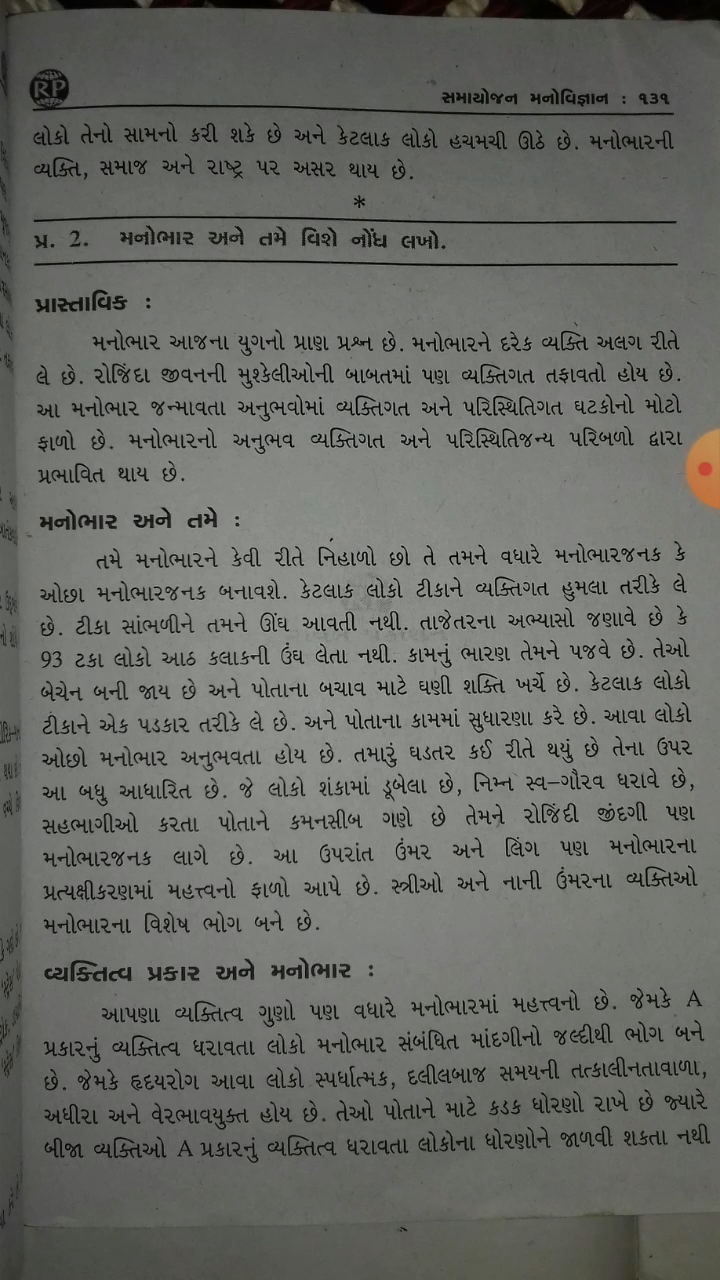 RP
સમાયોજન મનોવિજ્ઞાન : ૧૩૧
લોકો તેનો સામનો કરી શકે છે અને કેટલાક લોકો હચમચી ઊઠે છે. મનોભારની
વ્યક્તિ, સમાજ અને રાષ્ટ્ર પર અસર થાય છે.
*
પ્ર. 2. મનોભાર અને તમે વિશે નોંધ લખો.
પ્રાસ્તાવિક :
મનોભાર આજના યુગનો પ્રાણ પ્રશ્ન છે. મનોભારને દરેક વ્યક્તિ અલગ રીતે
લે છે. રોજિંદા જીવનની મુશ્કેલીઓની બાબતમાં પણ વ્યક્તિગત તફાવતો હોય છે.
આ મનોભાર જન્માવતા અનુભવોમાં વ્યક્તિગત અને પરિસ્થિતિગત ઘટકોનો મોટો
ફાળો છે. મનોભારનો અનુભવ વ્યક્તિગત અને પરિસ્થિતિજન્ય પરિબળો દ્વારા
પ્રભાવિત થાય છે.
મનોભાર અને તમે :
તમે મનોભારને કેવી રીતે નિહાળો છો તે તમને વધારે મનોભારજનક કે
ઓછા મનોભારજનક બનાવશે. કેટલાક લોકો ટીકાને વ્યક્તિગત હુમલા તરીકે લે
છે. ટીકા સાંભળીને તમને ઊંઘ આવતી નથી. તાજેતરના અભ્યાસો જણાવે છે કે
93 ટકા લોકો આઠ કલાકની ઉંઘ લેતા નથી. કામનું ભારણ તેમને પજવે છે. તેઓ
બેચેન બની જાય છે અને પોતાના બચાવ માટે ઘણી શક્તિ ખર્ચે છે. કેટલાક લોકો
ટીકાને એક પડકાર તરીકે લે છે. અને પોતાના કામમાં સુધારણા કરે છે. આવા લોકો
ઓછો મનોભાર અનુભવતા હોય છે. તમારું ઘડતર કઈ રીતે થયું છે તેના ઉપર
આ બધુ આધારિત છે. જે લોકો શંકામાં ડૂબેલા છે, નિમ્ન સ્વ-ગૌરવ ધરાવે છે,
સહભાગીઓ કરતા પોતાને કમનસીબ ગણે છે તેમને રોજિંદી જીંદગી પણ
મનોભારજનક લાગે છે. આ ઉપરાંત ઉંમર અને લિંગ પણ મનોભારના
પ્રત્યક્ષીકરણમાં મહત્ત્વનો ફાળો આપે છે. સ્ત્રીઓ અને નાની ઉંમરના વ્યક્તિઓ
મનોભારના વિશેષ ભોગ બને છે.
વ્યક્તિત્વ પ્રકાર અને મનોભાર :
આપણા વ્યક્તિત્વ ગુણો પણ વધારે મનોભારમાં મહત્ત્વનો છે. જેમકે A
પ્રકારનું વ્યક્તિત્વ ધરાવતા લોકો મનોભાર સંબંધિત માંદગીનો જલ્દીથી ભોગ બને
છે. જેમકે હૃદયરોગ આવા લોકો સ્પર્ધાત્મક, દલીલબાજ સમયની તત્કાલીનતાવાળા,
અધીરા અને વેરભાવયુક્ત હોય છે. તેઓ પોતાને માટે કડક ધોરણો રાખે છે જ્યારે
બીજા વ્યક્તિઓ A પ્રકારનું વ્યક્તિત્વ ધરાવતા લોકોના ધોરણોને જાળવી શકતા નથી